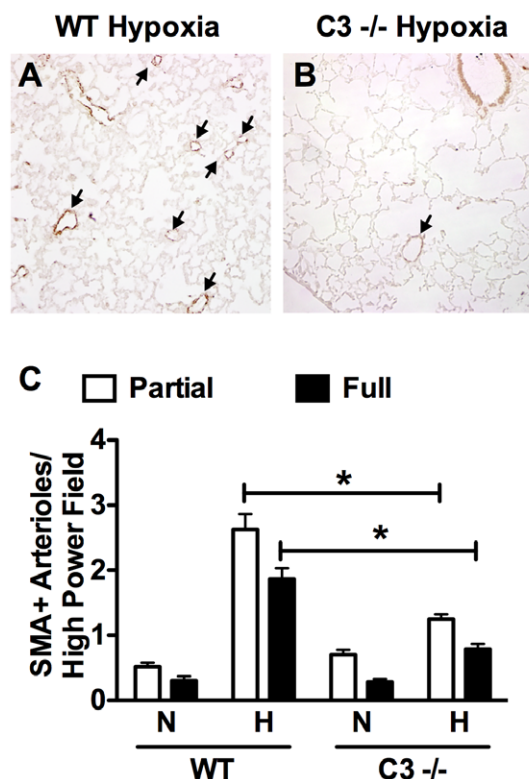 WT Hypoxia
C3 -/- Hypoxia
A
B
C
Partial
Full
SMA+ Arterioles/
High Power Field
4
3
2
1
0
*
*
N
H
N
H
WT
C3 -/-